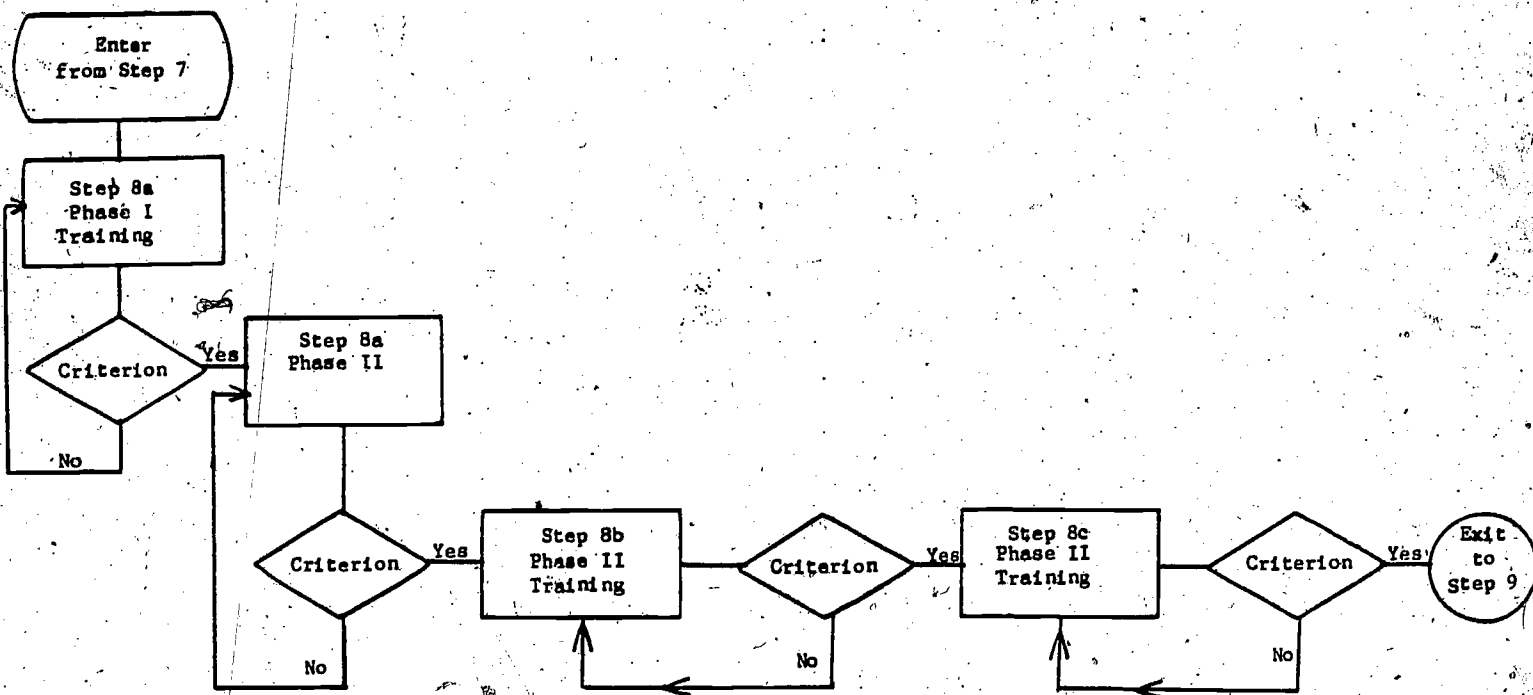 Enter
from Step 7
Step 8a
Phase I
Training
Criterion
Yes
No
Step 8a
Phase II
Criterion
Yes
No
Step 8b
Phase II
Training
Criterion
Yes
No
Step 8c
Phase II
Training
Criterion
Yes
No
Exit
to
Step 9